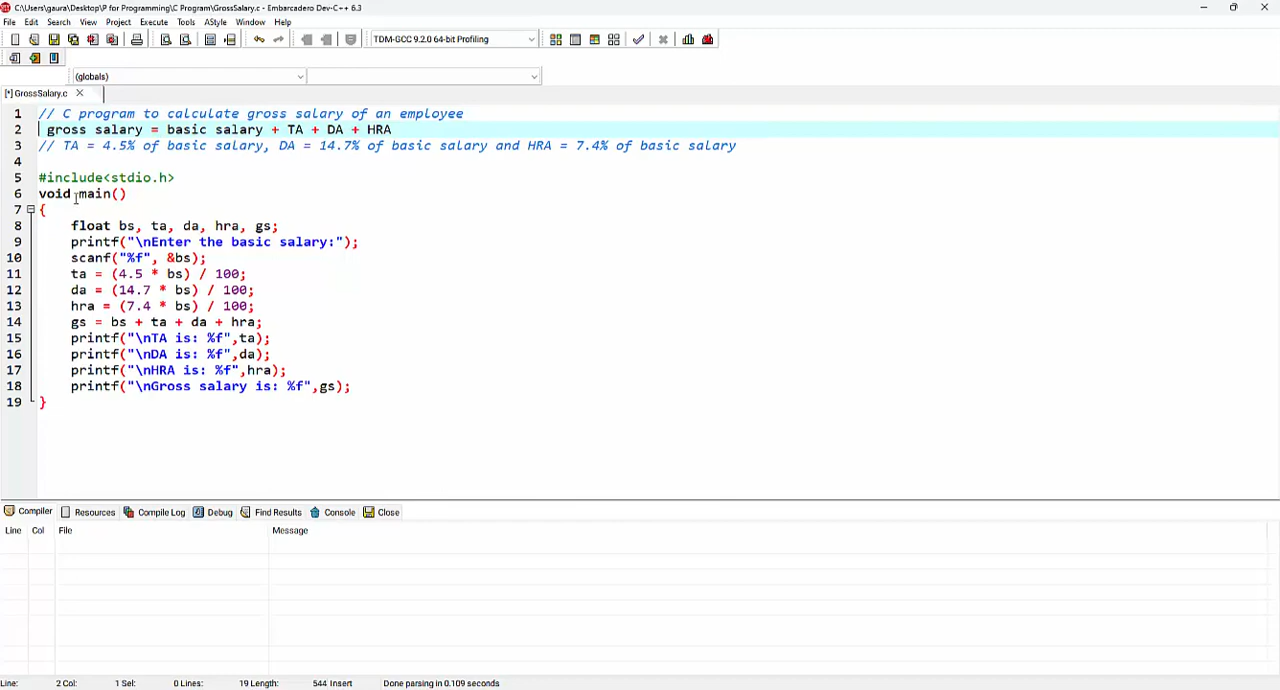 C:\Users\gaura\Desktop\P for Programming\C Program\GrossSalary.c - Embarcadero Dev-C++ 6.3
File Edit Search View Project Execute Tools AStyle Window Help
TDM-GCC 9.2.0 64-bit Profiling
(globals)
[*] GrossSalary.c
1 // C program to calculate gross salary of an employee
2 gross salary = basic salary + TA + DA + HRA
3 // TA = 4.5% of basic salary, DA = 14.7% of basic salary and HRA = 7.4% of basic salary
4
5 #include<stdio.h>
6 void main()
7 {
8 float bs, ta, da, hra, gs;
9 printf("\nEnter the basic salary:");
10 scanf("%f", &bs);
11 ta = (4.5 * bs) / 100;
12 da = (14.7 * bs) / 100;
13 hra = (7.4 * bs) / 100;
14 gs = bs + ta + da + hra;
15 printf("\nTA is: %f",ta);
16 printf("\nDA is: %f",da);
17 printf("\nHRA is: %f",hra);
18 printf("\nGross salary is: %f",gs);
19 }
Compiler Resources Compile Log Debug Find Results Console Close
Line Col File Message
Line: 2 Col: 1 Sel: 0 Lines: 19 Length: 544 Insert Done parsing in 0.109 seconds